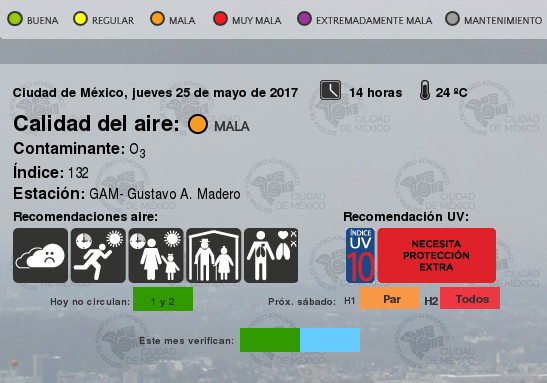 BUENA REGULAR MALA MUY MALA EXTREMADAMENTE MALA MANTENIMIENTO
Ciudad de México, jueves 25 de mayo de 2017 14 horas 24 ºC
Calidad del aire: MALA
Contaminante: O3
Índice: 132
Estación: GAM- Gustavo A. Madero
Recomendaciones aire: Recomendación UV:
ÍNDICE
UV
10
NECESITA
PROTECCIÓN
EXTRA
Hoy no circulan: 1 y 2 Próx. sábado: H1 Par H2 Todos
Este mes verifican:
CIUDAD
DE MÉXICO